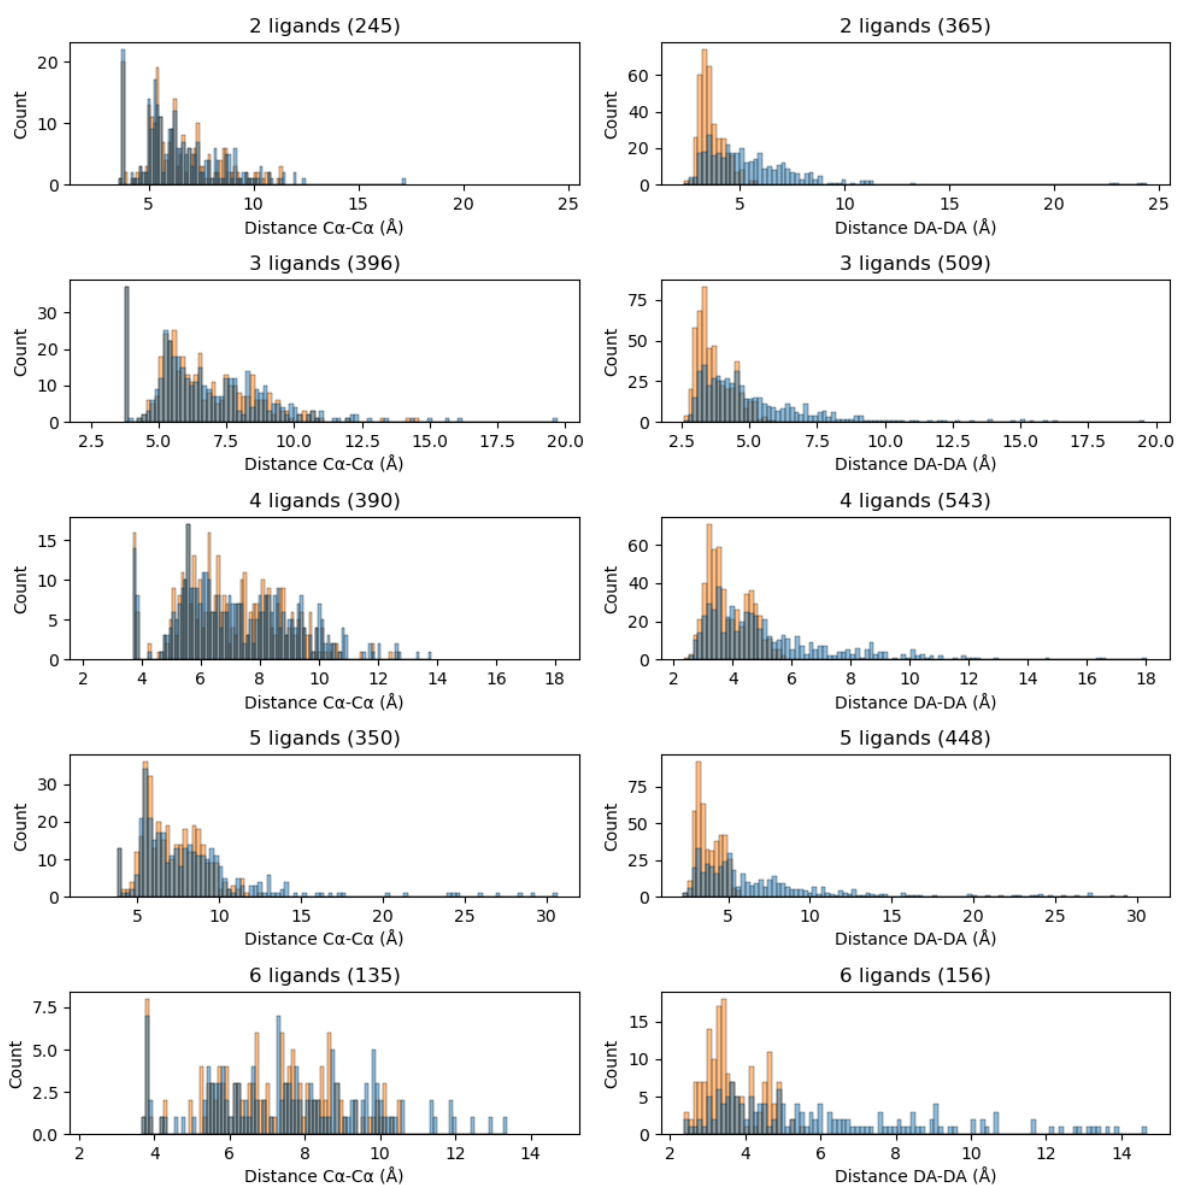 2 ligands (245)
20
10
0
Count
5 10 15 20 25
Distance Cα-Cα (Å)
2 ligands (365)
60
40
20
0
Count
5 10 15 20 25
Distance DA-DA (Å)
3 ligands (396)
30
20
10
0
Count
2.5 5.0 7.5 10.0 12.5 15.0 17.5 20.0
Distance Cα-Cα (Å)
3 ligands (509)
75
50
25
0
Count
2.5 5.0 7.5 10.0 12.5 15.0 17.5 20.0
Distance DA-DA (Å)
4 ligands (390)
15
10
5
0
Count
2 4 6 8 10 12 14 16 18
Distance Cα-Cα (Å)
4 ligands (543)
60
40
20
0
Count
2 4 6 8 10 12 14 16 18
Distance DA-DA (Å)
5 ligands (350)
30
20
10
0
Count
5 10 15 20 25 30
Distance Cα-Cα (Å)
5 ligands (448)
75
50
25
0
Count
5 10 15 20 25 30
Distance DA-DA (Å)
6 ligands (135)
7.5
5.0
2.5
0.0
Count
2 4 6 8 10 12 14
Distance Cα-Cα (Å)
6 ligands (156)
15
10
5
0
Count
2 4 6 8 10 12 14
Distance DA-DA (Å)